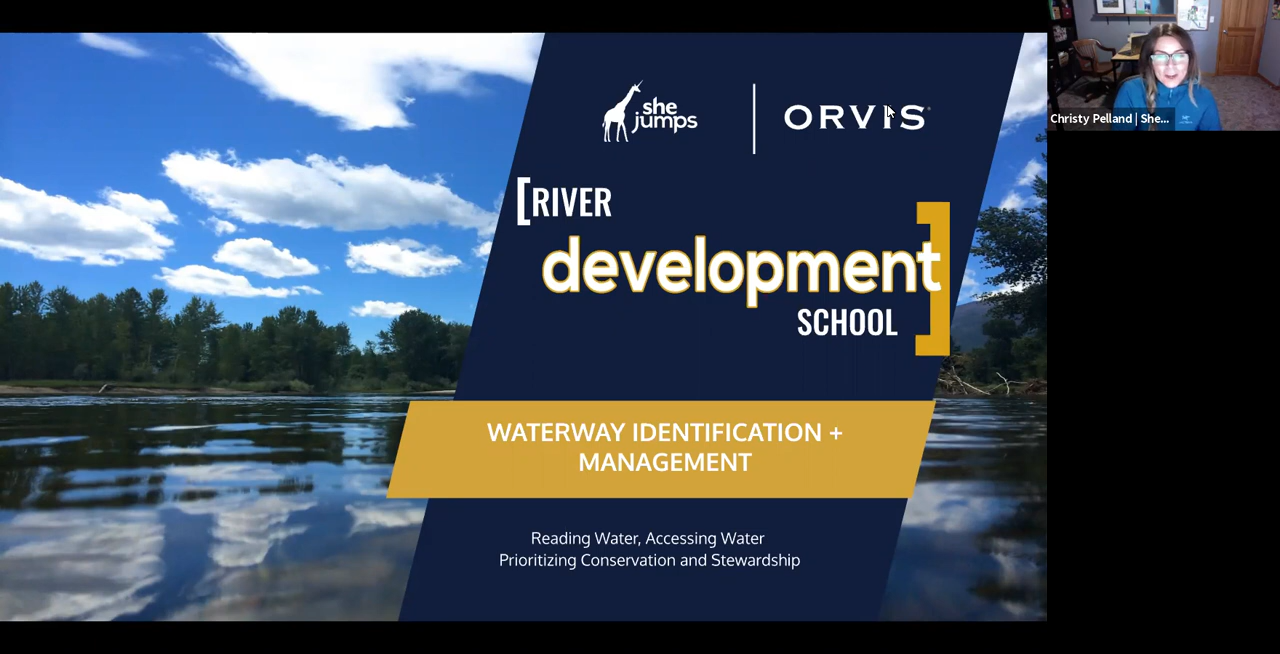 she
jumps
ORVIS
[RIVER
development]
SCHOOL
WATERWAY IDENTIFICATION +
MANAGEMENT
Reading Water, Accessing Water
Prioritizing Conservation and Stewardship
Christy Pelland | She...